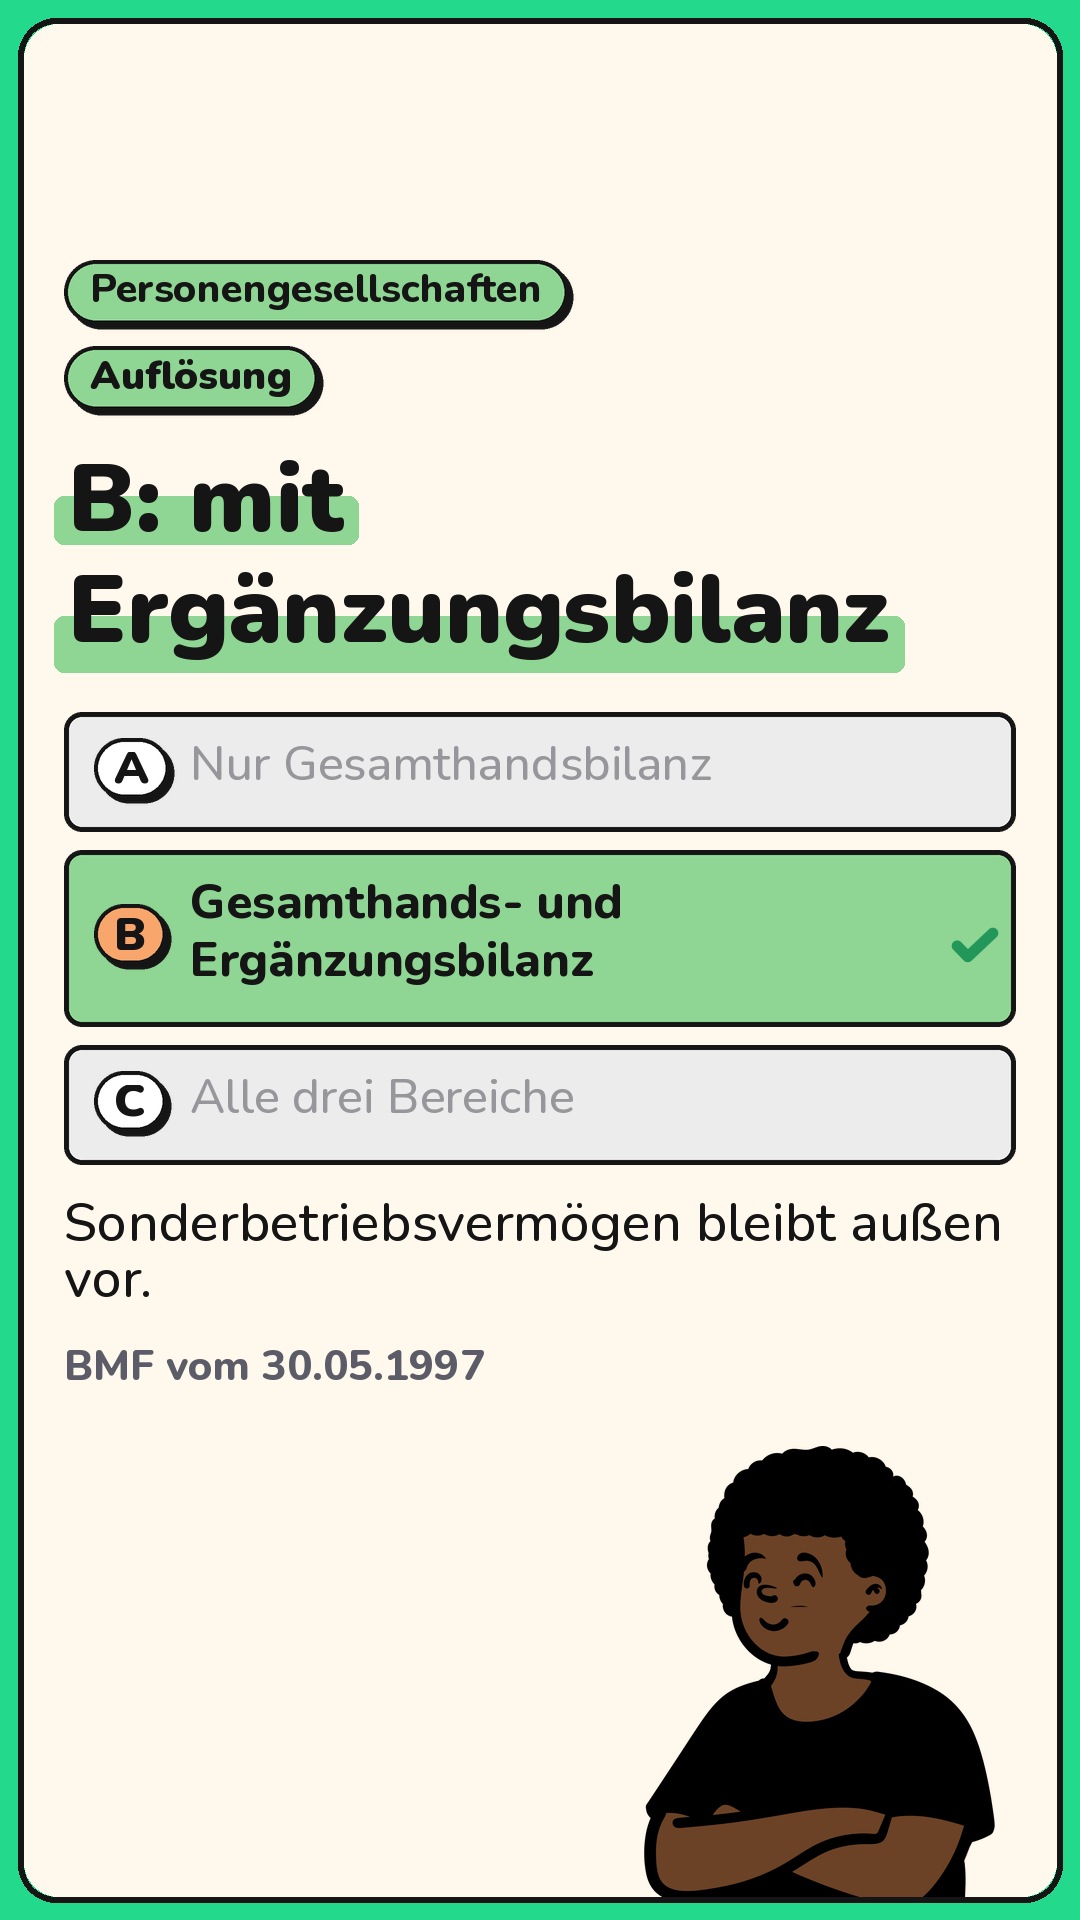 Personengesellschaften
Auflösung
B: mit
Ergänzungsbilanz
A Nur Gesamthandsbilanz
B Gesamthands- und
Ergänzungsbilanz
C Alle drei Bereiche
Sonderbetriebsvermögen bleibt außen
vor.
BMF vom 30.05.1997